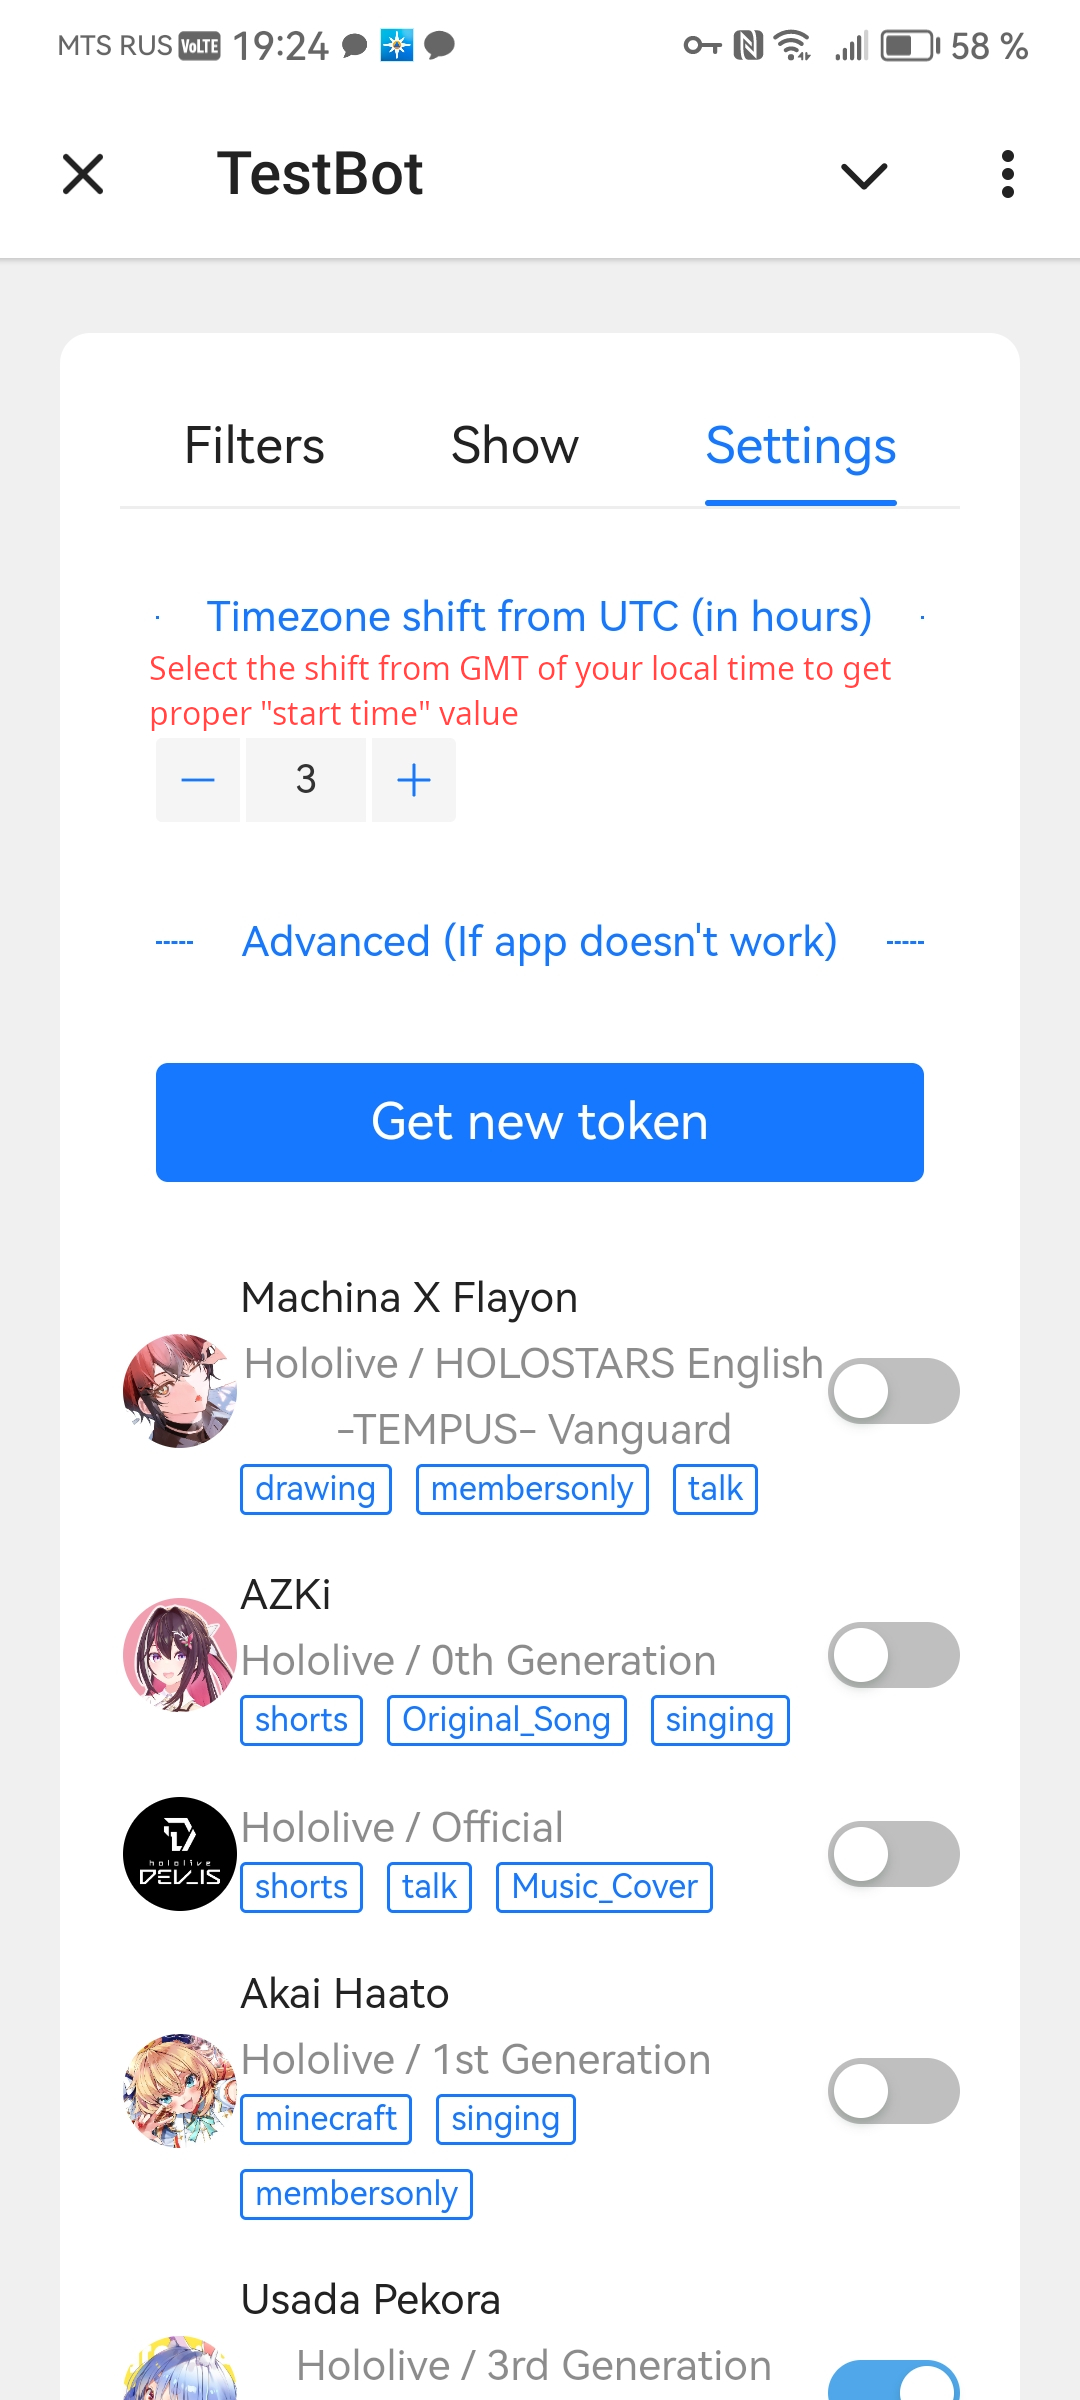 MTS RUS VoLTE 19:24 58 %
TestBot
Filters Show Settings
Timezone shift from UTC (in hours)
Select the shift from GMT of your local time to get
proper "start time" value
3
Advanced (If app doesn't work)
Get new token
Machina X Flayon
Hololive / HOLOSTARS English
-TEMPUS- Vanguard
drawing membersonly talk
AZKi
Hololive / 0th Generation
shorts Original_Song singing
hololive
DEV_IS
Hololive / Official
shorts talk Music_Cover
Akai Haato
Hololive / 1st Generation
minecraft singing
membersonly
Usada Pekora
Hololive / 3rd Generation